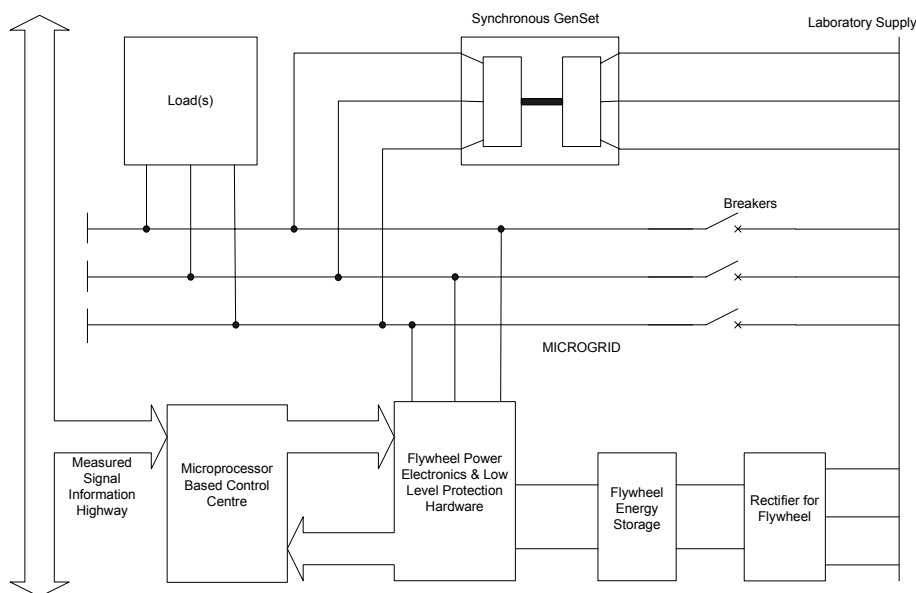 Synchronous GenSet
Laboratory Supply
Load(s)
Breakers
MICROGRID
Measured
Signal
Information
Highway
Microprocessor
Based Control
Centre
Flywheel Power
Electronics & Low
Level Protection
Hardware
Flywheel
Energy
Storage
Rectifier for
Flywheel